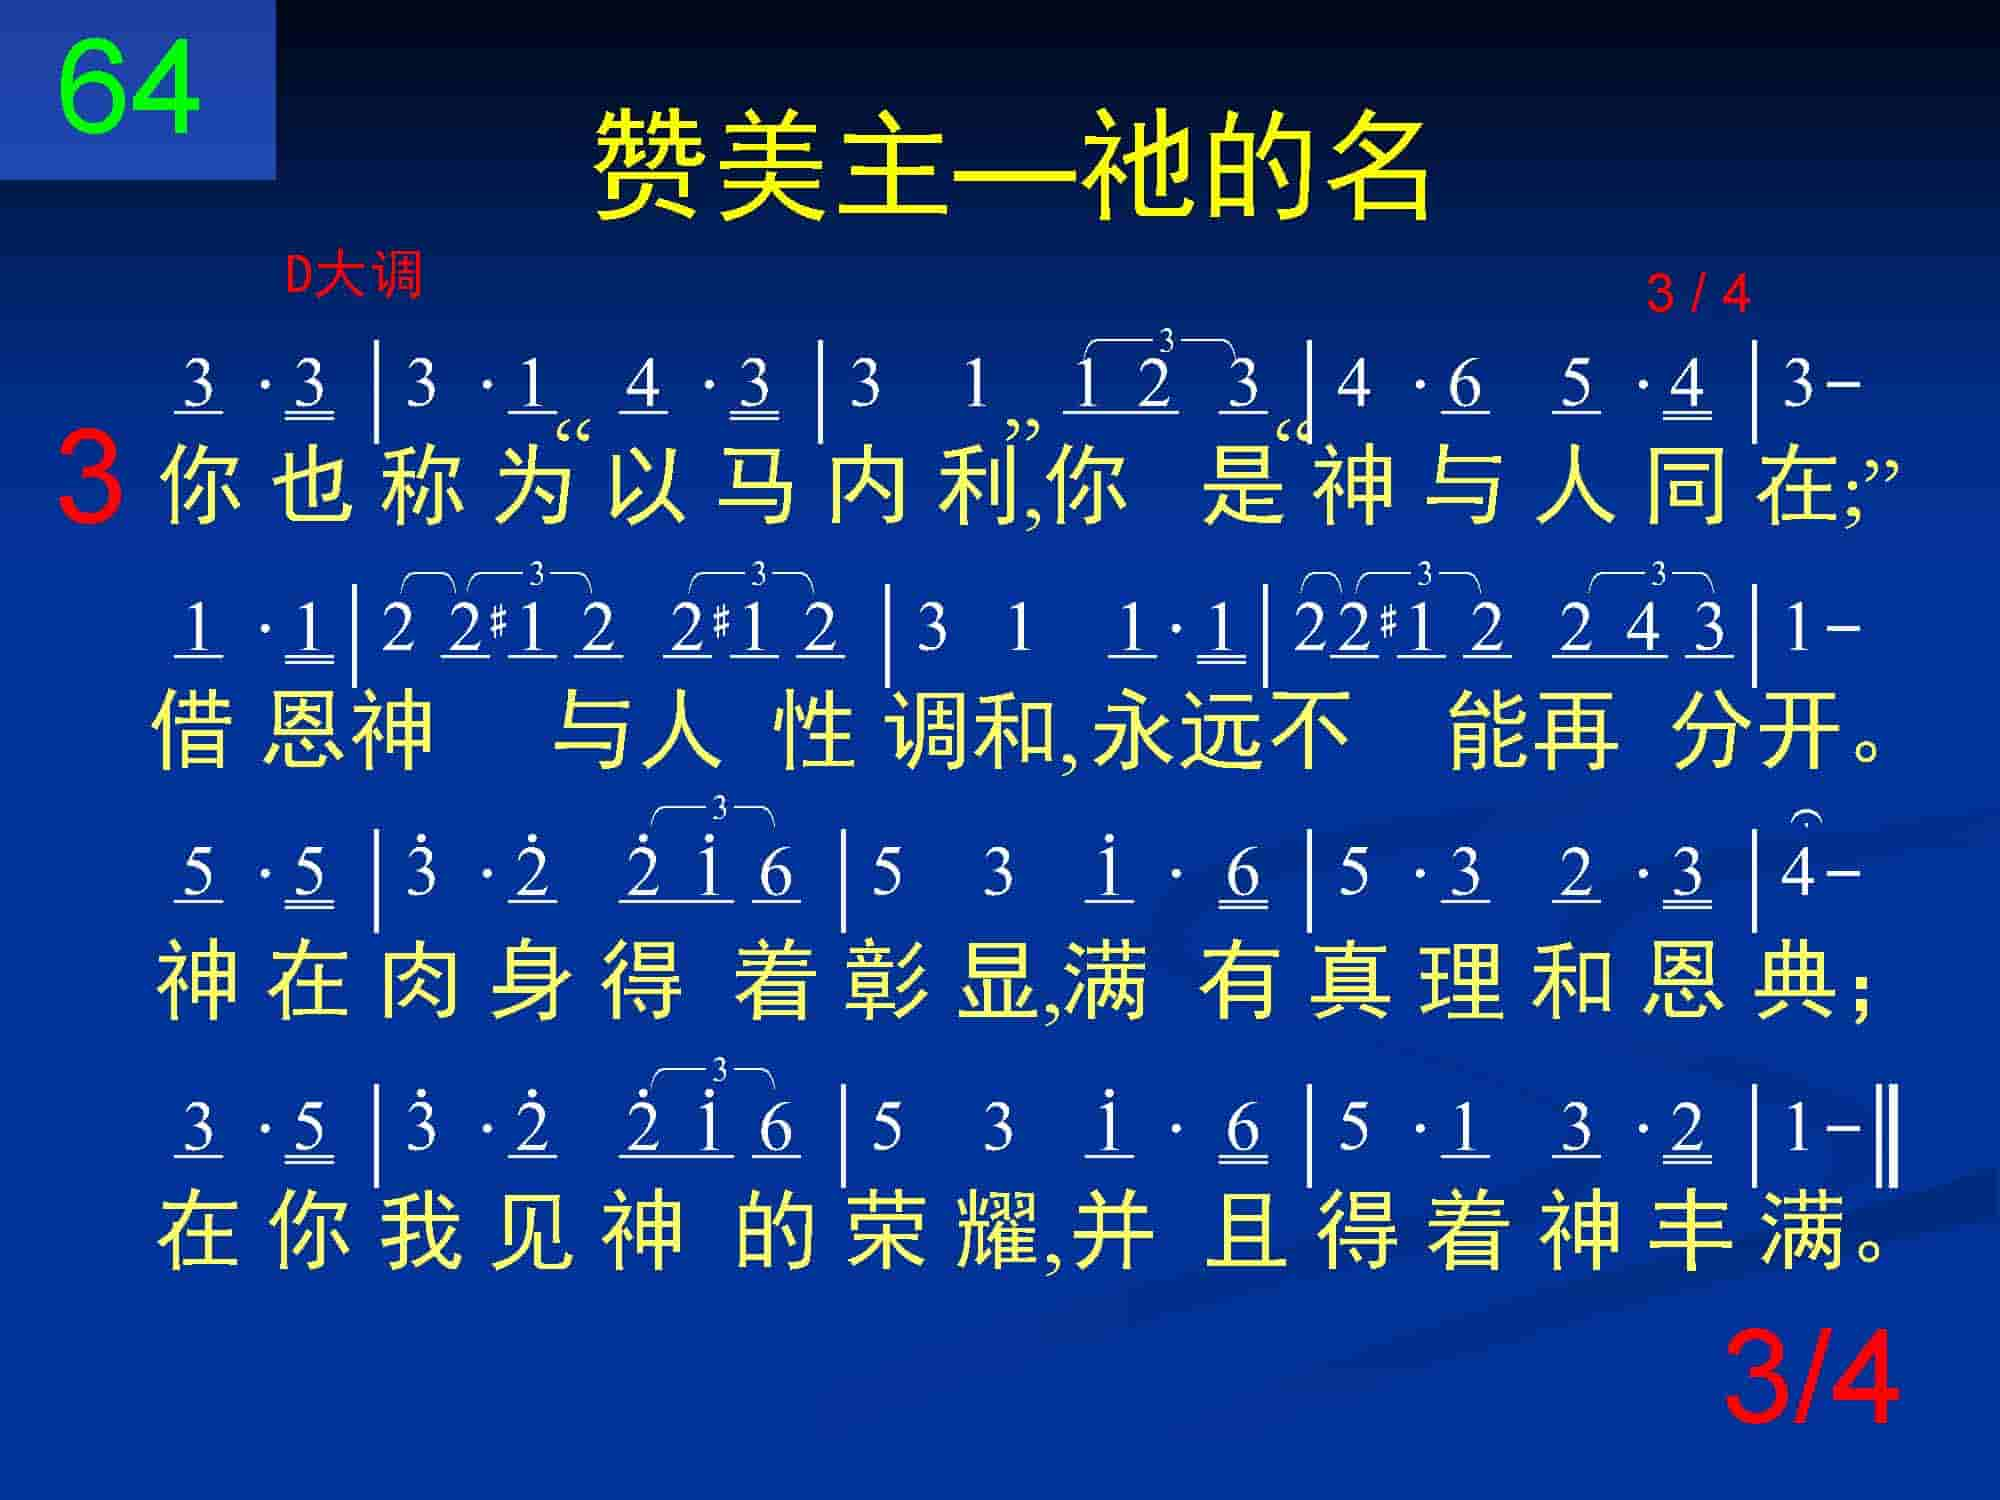 64
赞美主—祂的名
D大调
3 / 4
3 · 3 | 3 · 1 4 · 3 | 3 1 1 2 3 | 4 · 6 5 · 4 | 3 –
3 你也称为“以马内利,”你是“神与人同在;”
1 · 1 | 2 2 #1 2 2 #1 2 | 3 1 1 · 1 | 2 2 #1 2 2 4 3 | 1 –
借恩神与人性调和,永远不能再分开。
5 · 5 | 3̇ · 2̇ 2̇ 1̇ 6 | 5 3 1̇ · 6 | 5 · 3 2 · 3 | 4 –
神在肉身得着彰显,满有真理和恩典;
3 · 5 | 3̇ · 2̇ 2̇ 1̇ 6 | 5 3 1̇ · 6 | 5 · 1 3 · 2 | 1 – ‖
在你我见神的荣耀,并且得着神丰满。
3/4